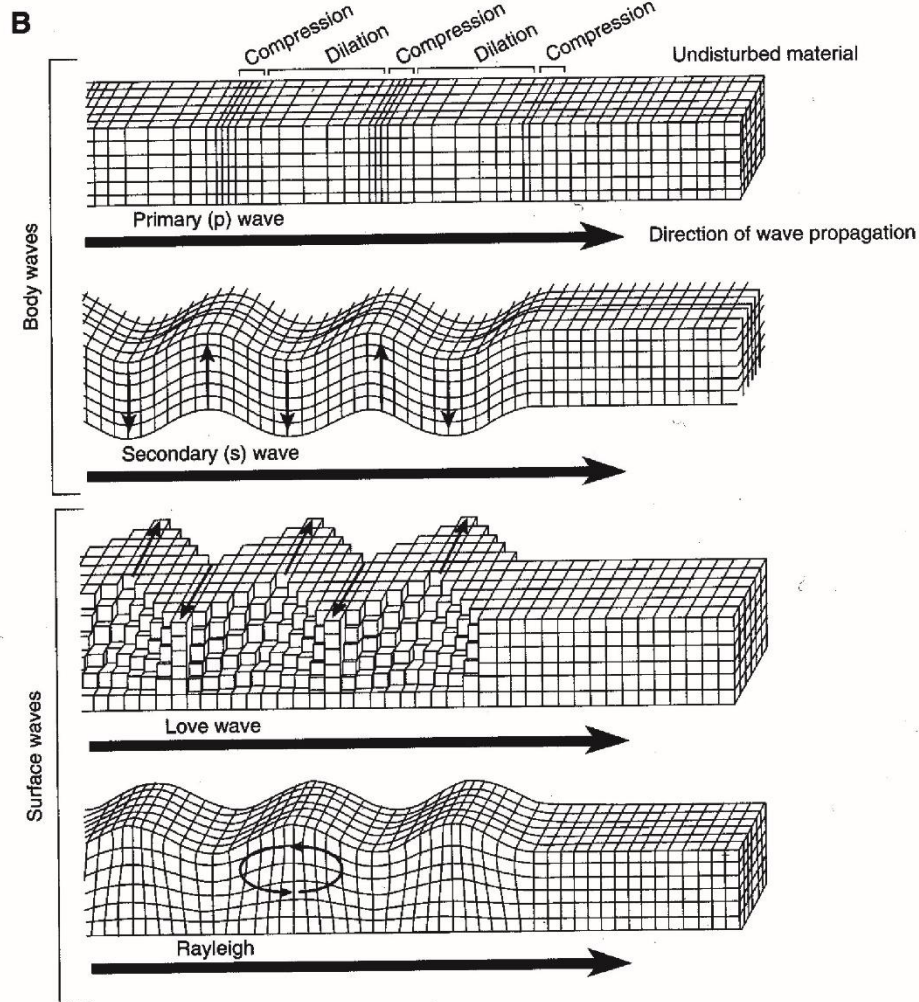 B
Compression
Dilation
Compression
Dilation
Compression
Undisturbed material
Body waves
Primary (p) wave
Direction of wave propagation
Secondary (s) wave
Surface waves
Love wave
Rayleigh